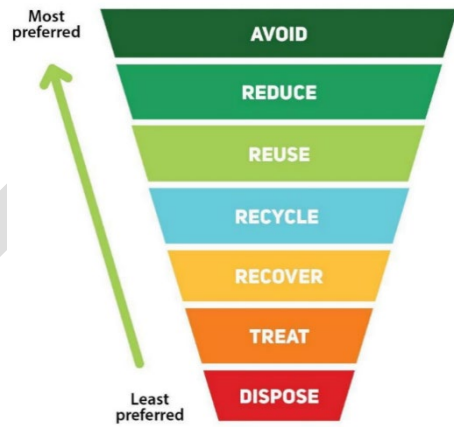 Most
preferred
AVOID
REDUCE
REUSE
RECYCLE
RECOVER
TREAT
DISPOSE
Least
preferred